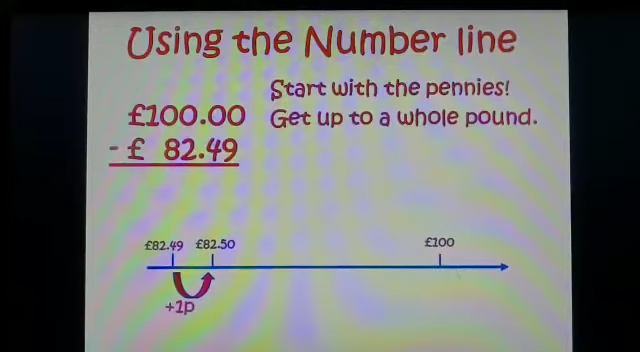 Using the Number line
Start with the pennies!
£100.00 Get up to a whole pound.
- £ 82.49
£82.49 £82.50 £100
+1p